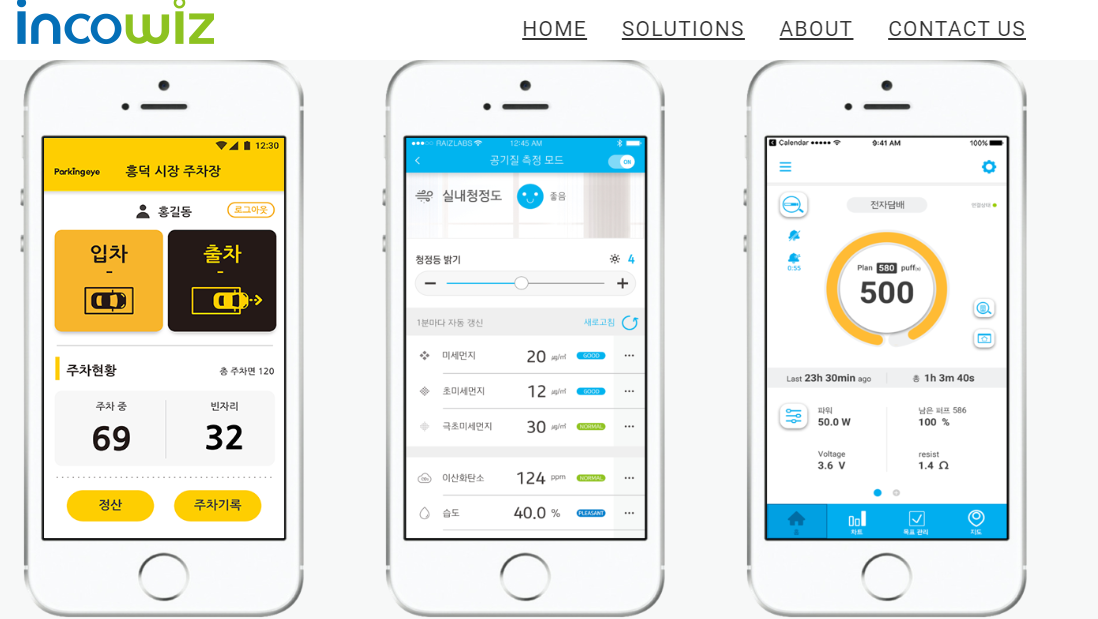 incowiz
HOME SOLUTIONS ABOUT CONTACT US
12:30
Parkingeye 흥덕 시장 주차장
홍길동 로그아웃
입차 출차
주차현황 총 주차면 120
주차 중 빈자리
69 32
정산 주차기록
RAIZLABS 12:45 AM
공기질 측정 모드 ON
실내청정도 좋음
청정등 밝기 4
1분마다 자동 갱신 새로고침
미세먼지 20 ㎍/㎥ GOOD
초미세먼지 12 ㎍/㎥ GOOD
극초미세먼지 30 ㎍/㎥ NORMAL
이산화탄소 124 ppm NORMAL
습도 40.0 % PLEASANT
Calendar 9:41 AM 100%
전자담배 연결상태
0:55
Plan 580 puff
500
Last 23h 30min ago 총 1h 3m 40s
파워 남은 퍼프 586
50.0 W 100 %
Voltage resist
3.6 V 1.4 Ω
홈 차트 목표 관리 지도